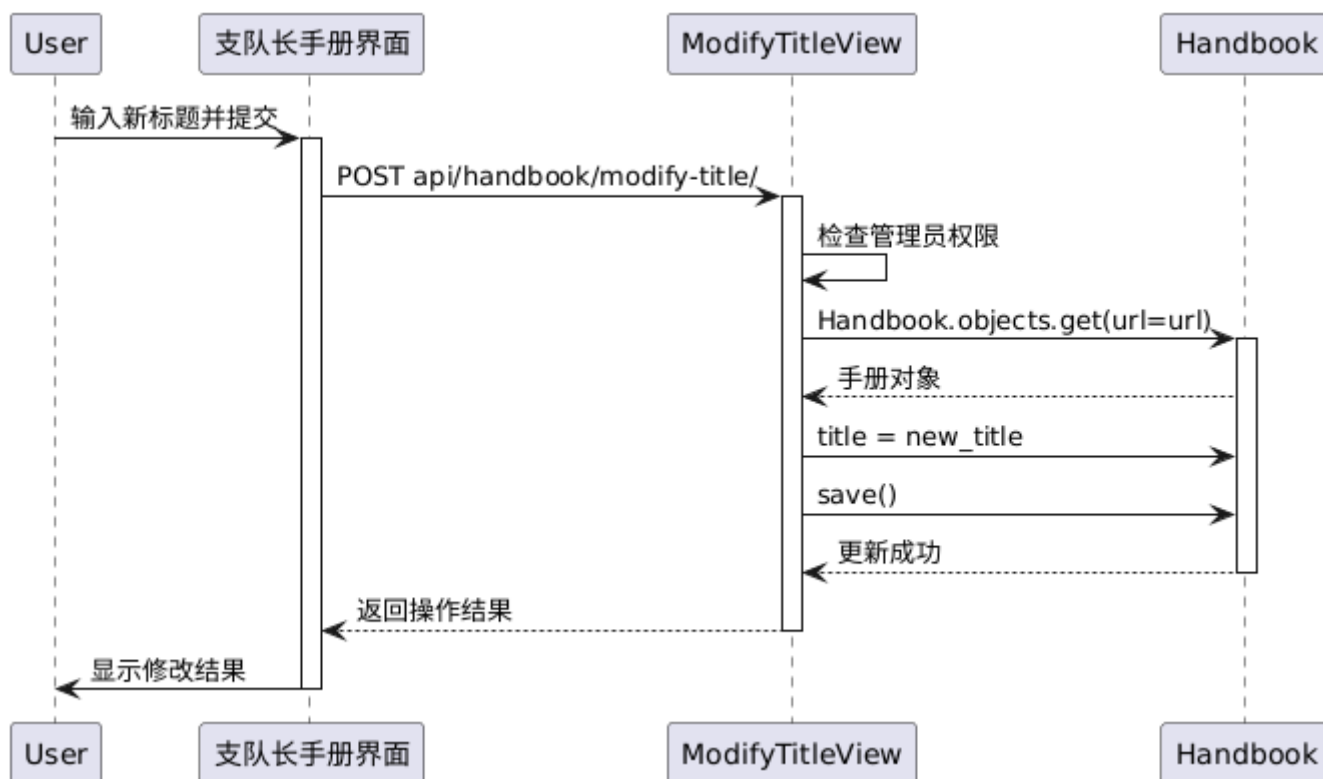 User
支队长手册界面
ModifyTitleView
Handbook
输入新标题并提交
POST api/handbook/modify-title/
检查管理员权限
Handbook.objects.get(url=url)
手册对象
title = new_title
save()
更新成功
返回操作结果
显示修改结果
User
支队长手册界面
ModifyTitleView
Handbook